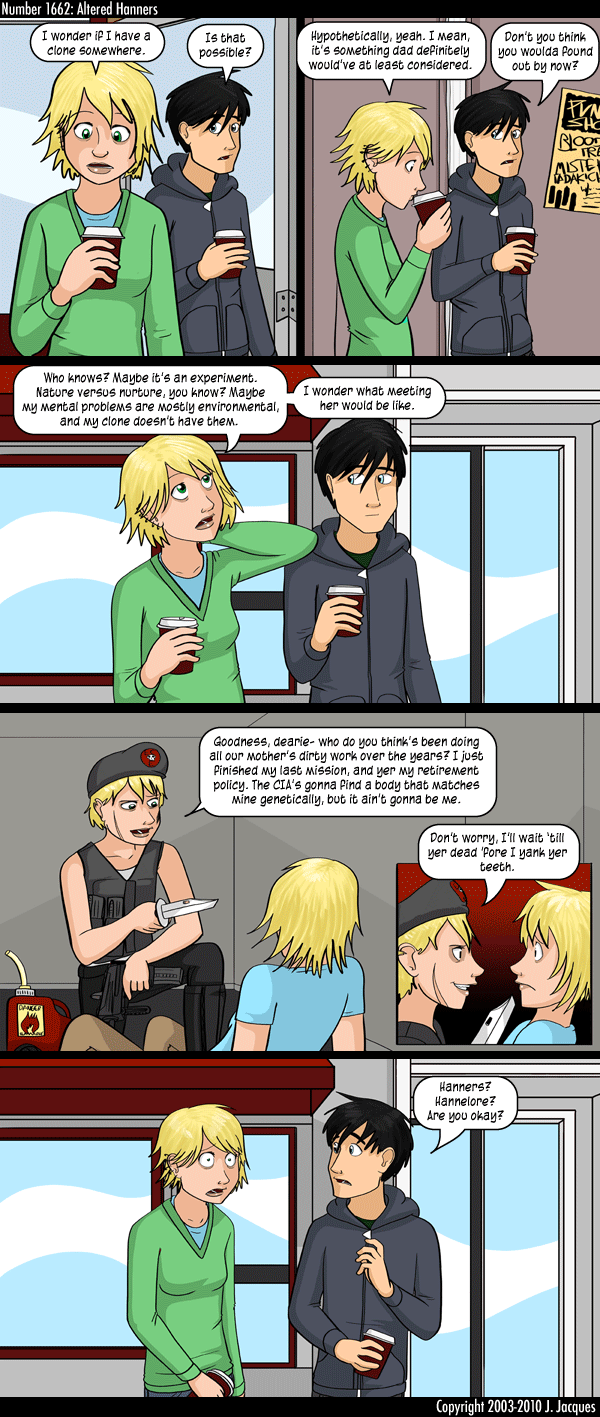 Number 1662: Altered Hanners
I wonder if I have a
clone somewhere.
Is that
possible?
Hypothetically, yeah. I mean,
it's something dad definitely
would've at least considered.
Don't you think
you woulda found
out by now?
Who knows? Maybe it's an experiment.
Nature versus nurture, you know? Maybe
my mental problems are mostly environmental,
and my clone doesn't have them.
I wonder what meeting
her would be like.
Goodness, dearie- who do you think's been doing
all our mother's dirty work over the years? I just
finished my last mission, and yer my retirement
policy. The CIA's gonna find a body that matches
mine genetically, but it ain't gonna be me.
DANGER
Don't worry, I'll wait 'till
yer dead 'fore I yank yer
teeth.
Hanners?
Hannelore?
Are you okay?
Copyright 2003-2010 J. Jacques